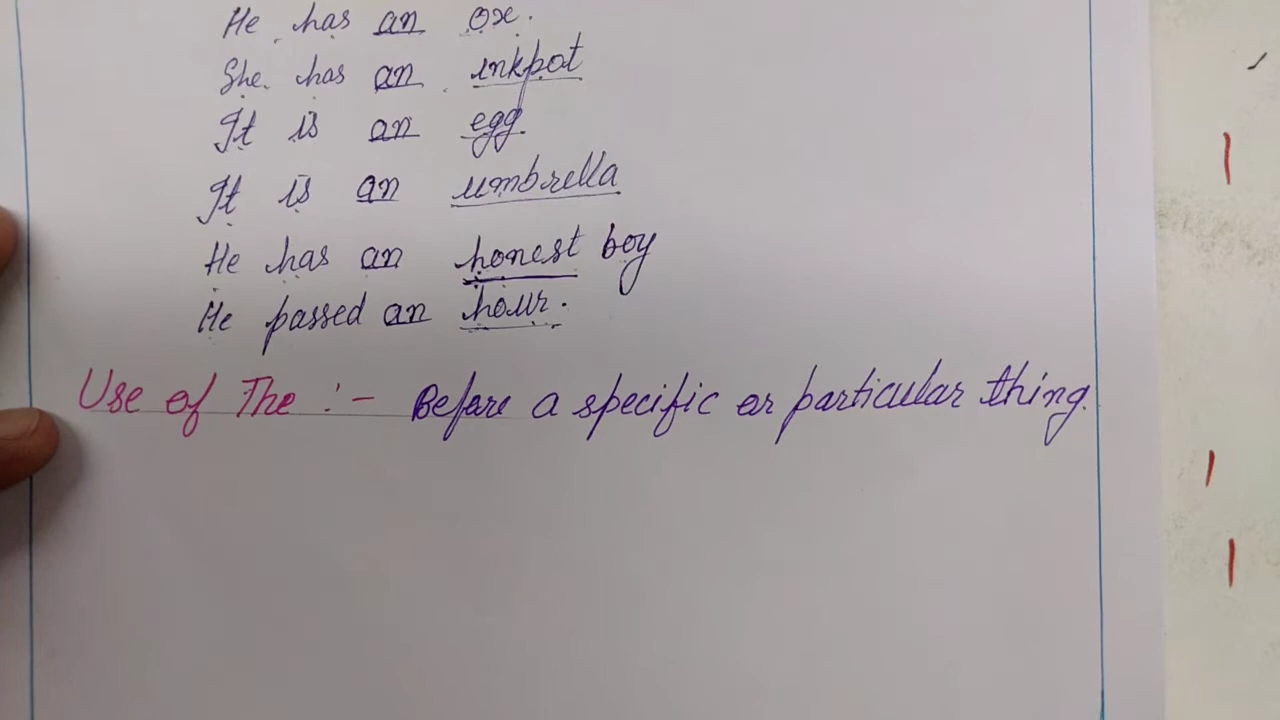 He has an ox.
She has an inkpot
It is an egg.
It is an umbrella
He has an honest boy
He passed an hour.
Use of The :- Before a specific or particular thing.